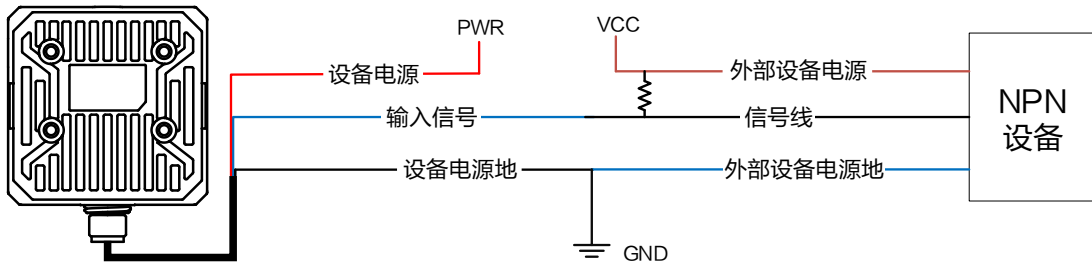 PWR
VCC
设备电源
外部设备电源
输入信号
信号线
NPN
设备
设备电源地
外部设备电源地
GND